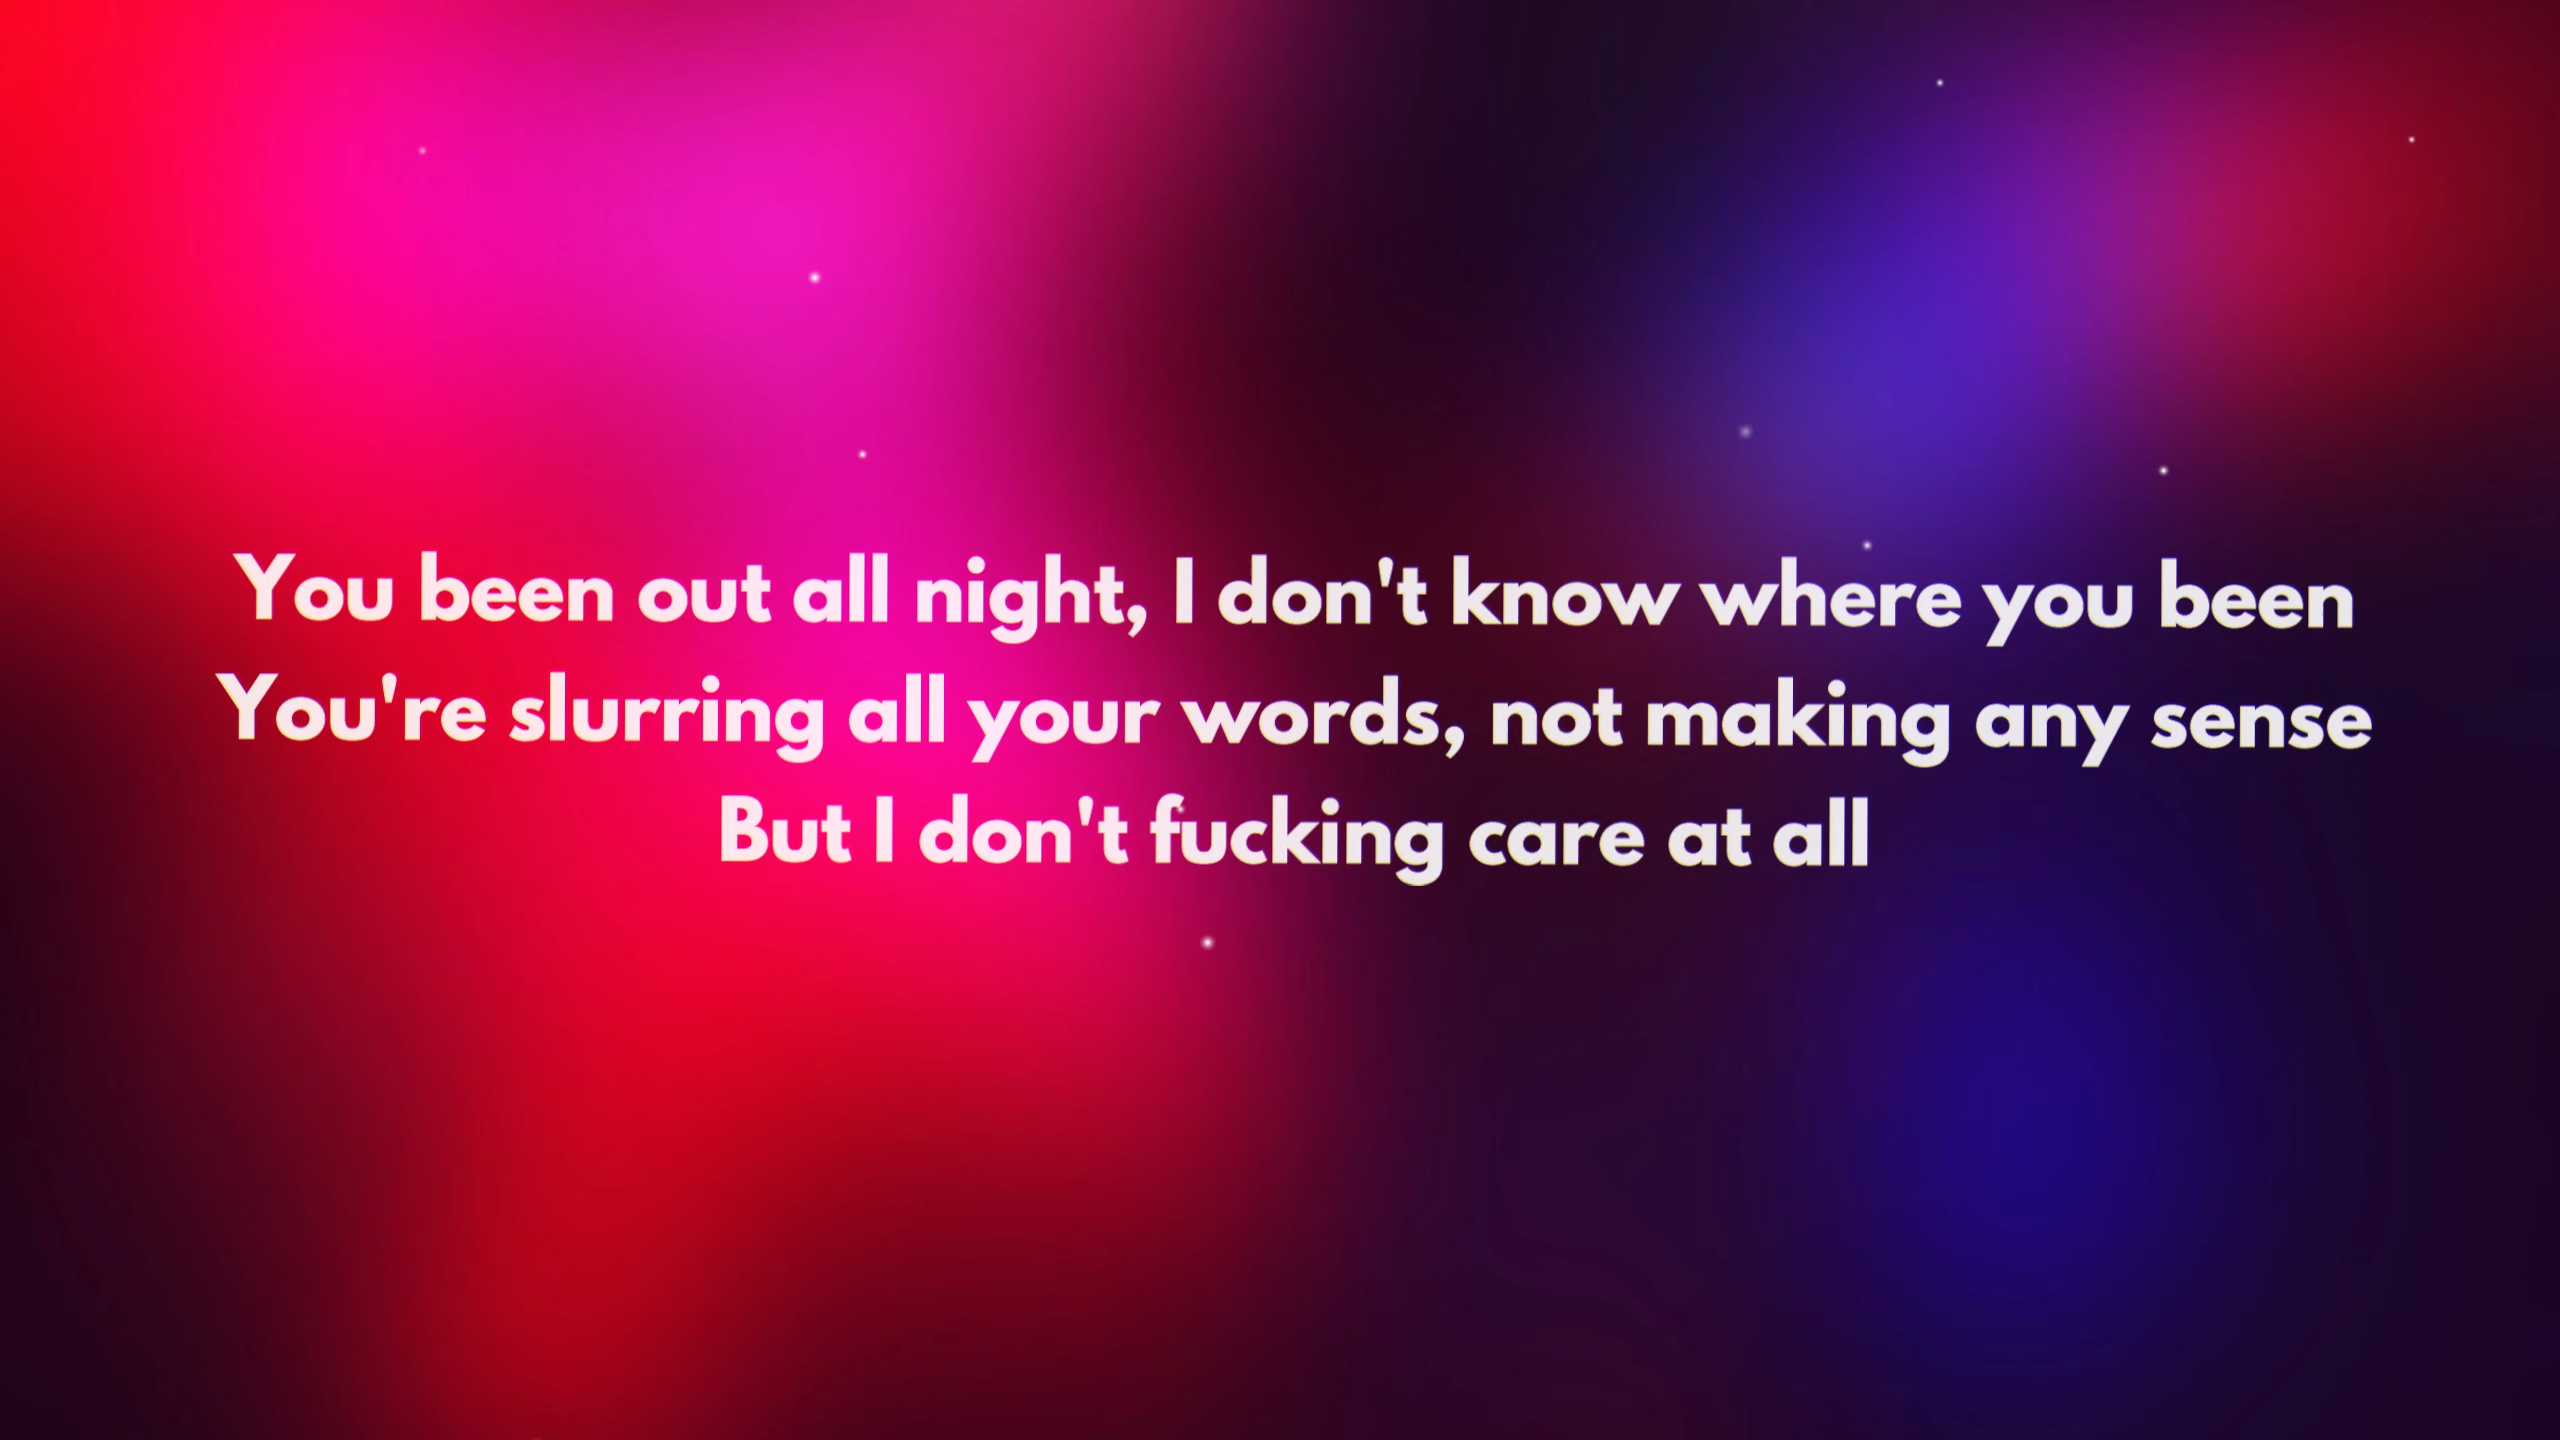 You been out all night, I don't know where you been
You're slurring all your words, not making any sense
But I don't fucking care at all